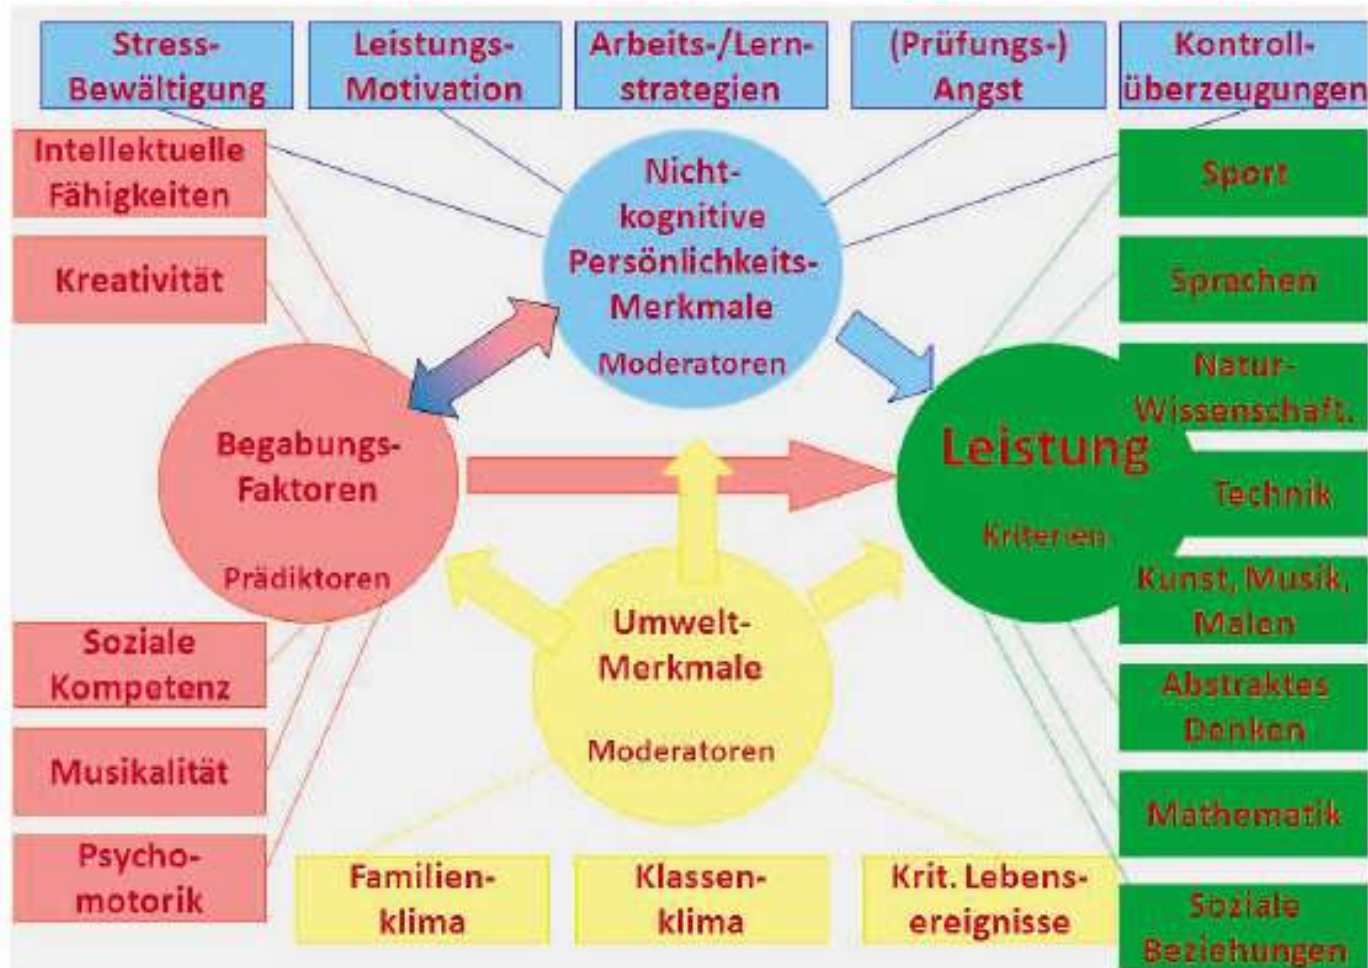 Stress-
Bewältigung
Leistungs-
Motivation
Arbeits-/Lern-
strategien
(Prüfungs-)
Angst
Kontroll-
überzeugungen
Intellektuelle
Fähigkeiten
Kreativität
Nicht-
kognitive
Persönlichkeits-
Merkmale
Moderatoren
Begabungs-
Faktoren
Prädiktoren
Leistung
Kriterien
Umwelt-
Merkmale
Moderatoren
Soziale
Kompetenz
Musikalität
Psycho-
motorik
Familien-
klima
Klassen-
klima
Krit. Lebens-
ereignisse
Sport
Sprachen
Natur-
Wissenschaft.
Technik
Kunst, Musik,
Malen
Abstraktes
Denken
Mathematik
Soziale
Beziehungen